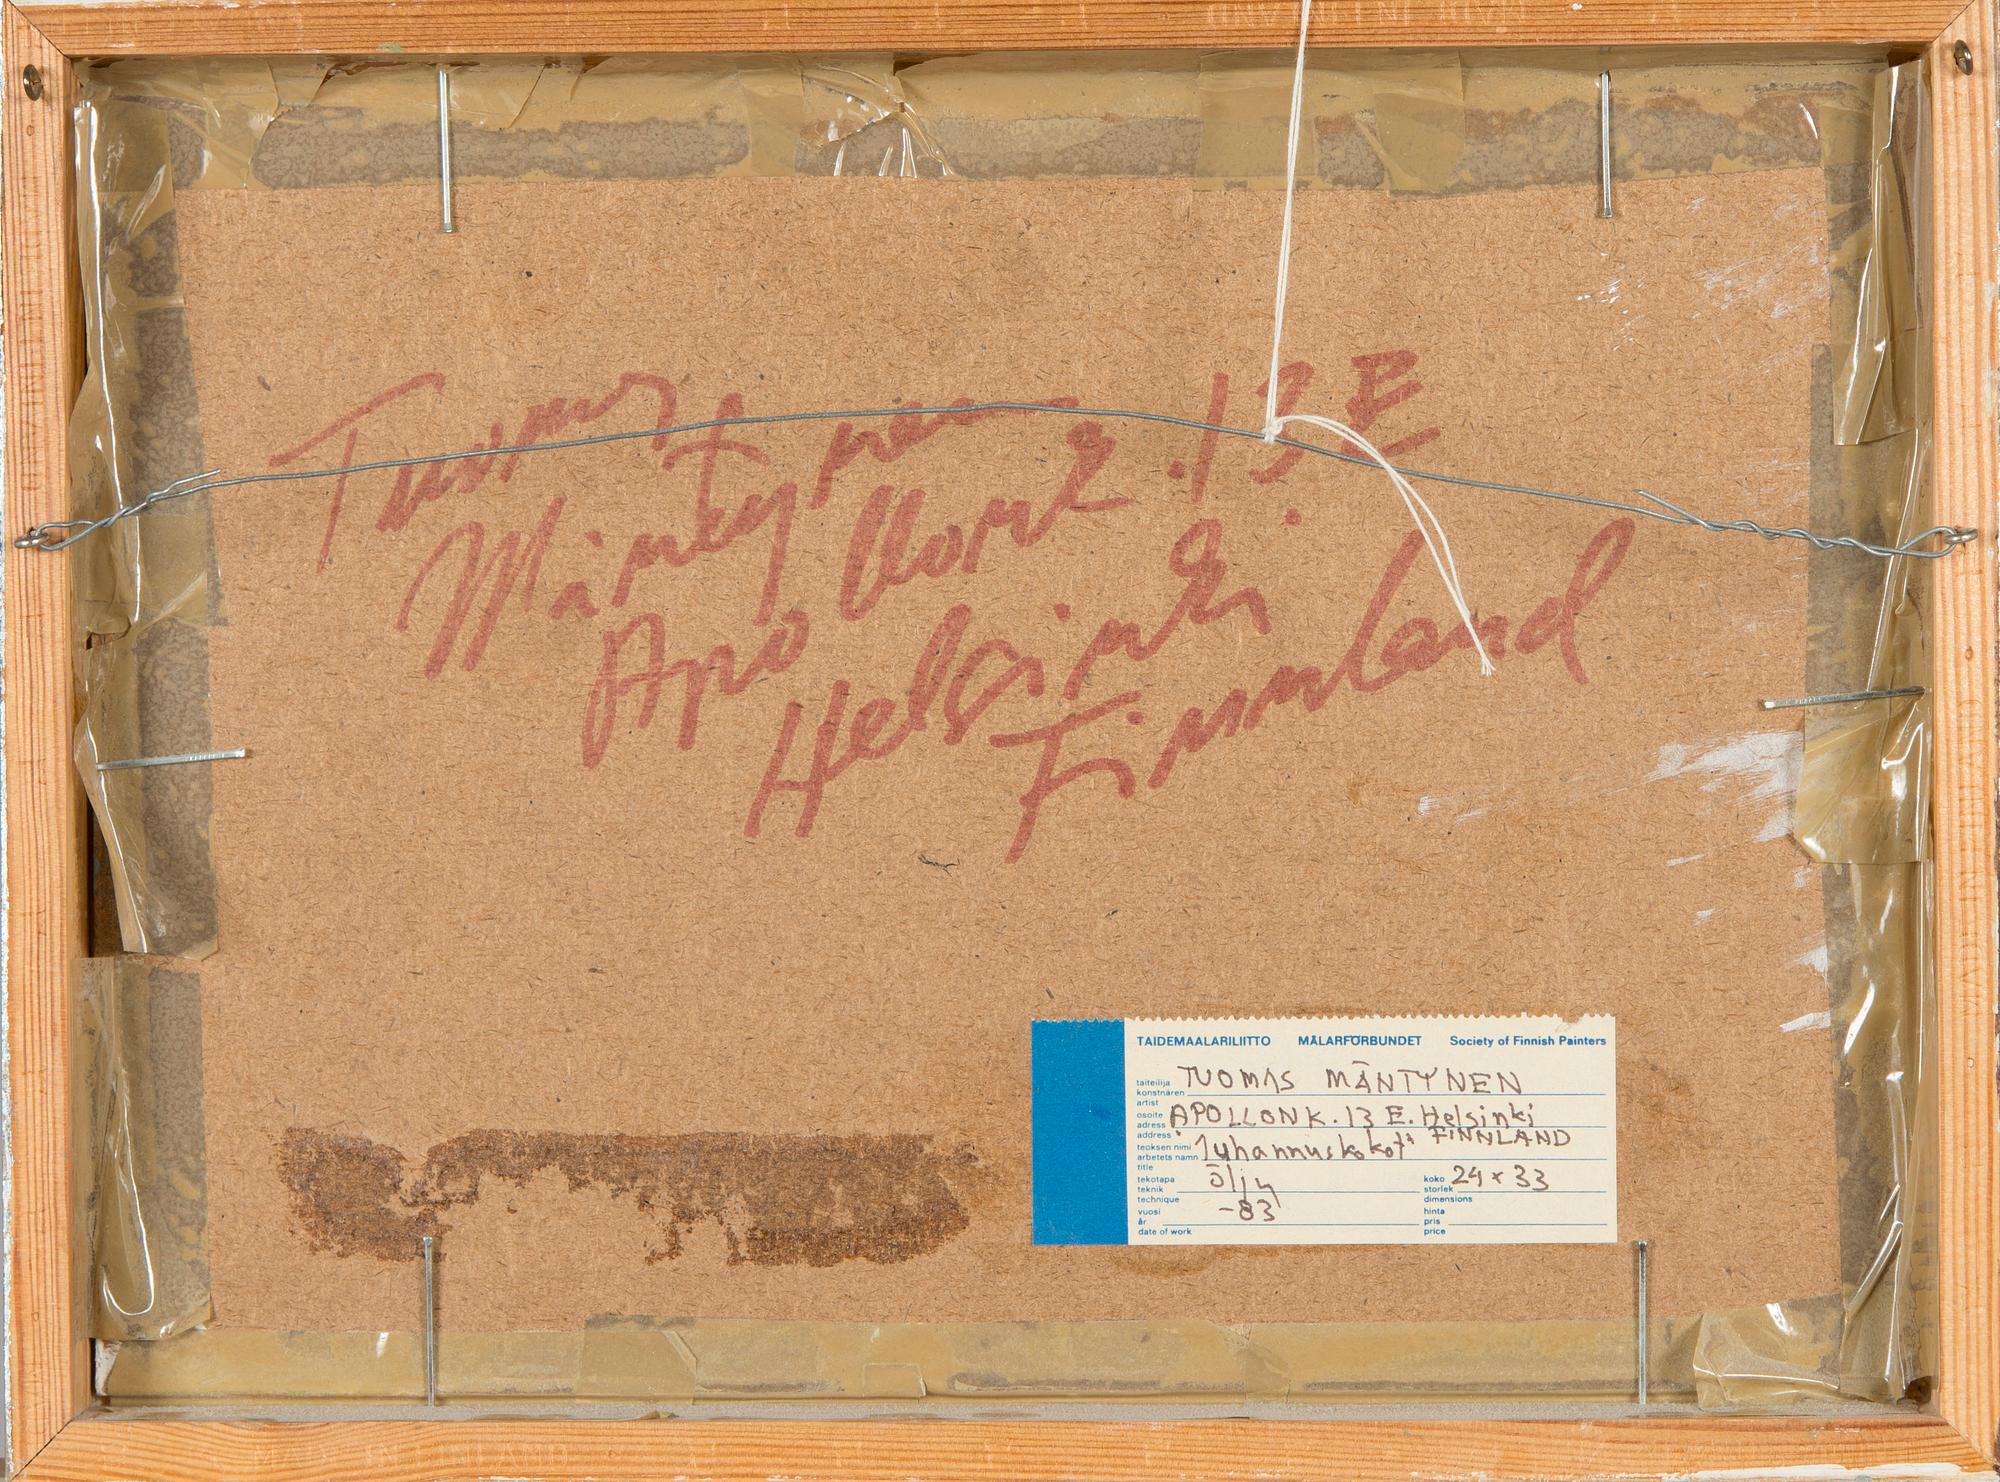 Tuomas
Mäntynen
Apollonk.13 E
Helsinki
Finnland
TAIDEMAALARILIITTO MÅLARFÖRBUNDET Society of Finnish Painters
taiteilija
konstnären TUOMAS MÄNTYNEN
artist
osoite
adress APOLLONK.13 E. Helsinki
address FINNLAND
teoksen nimi
arbetets namn Juhannuskokot
title
tekotapa
teknik öljy
technique
koko
storlek 24 x 33
dimensions
vuosi
år -83
date of work
hinta
pris
price